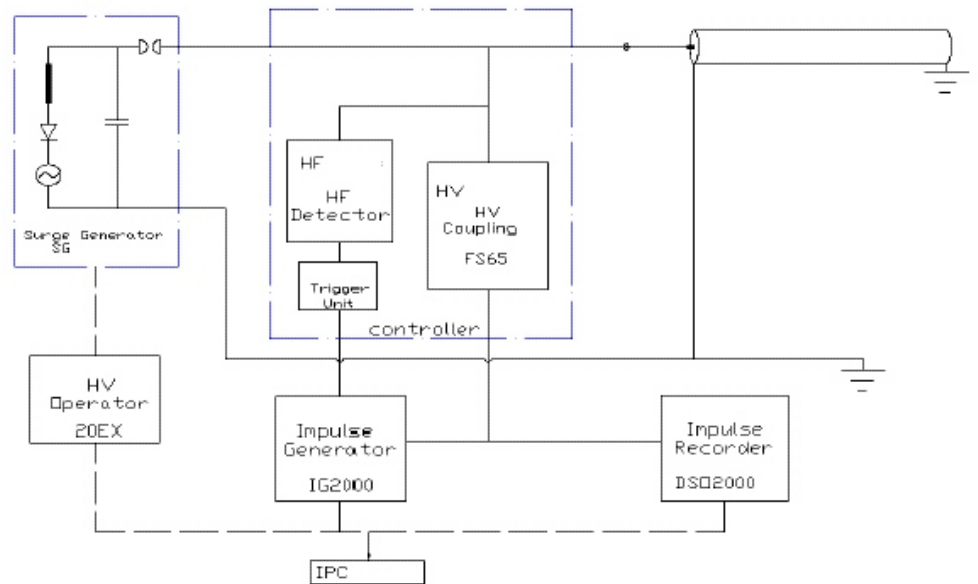 HF
HF
Detector
HV
HV
Coupling
FS65
Surge Generator
SG
Trigger
Unit
controller
HV
Operator
20EX
Impulse
Generator
IG2000
Impulse
Recorder
DSO2000
IPC